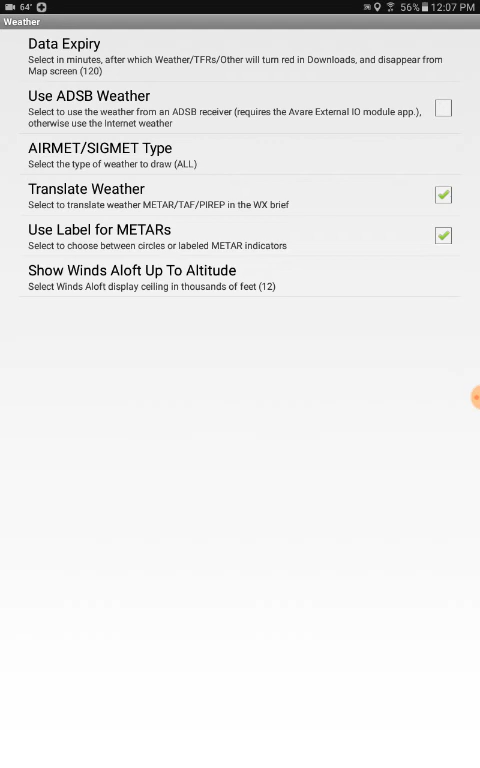 64° 56% 12:07 PM
Weather
Data Expiry
Select in minutes, after which Weather/TFRs/Other will turn red in Downloads, and disappear from
Map screen (120)
Use ADSB Weather
Select to use the weather from an ADSB receiver (requires the Avare External IO module app.),
otherwise use the Internet weather
AIRMET/SIGMET Type
Select the type of weather to draw (ALL)
Translate Weather
Select to translate weather METAR/TAF/PIREP in the WX brief
Use Label for METARs
Select to choose between circles or labeled METAR indicators
Show Winds Aloft Up To Altitude
Select Winds Aloft display ceiling in thousands of feet (12)